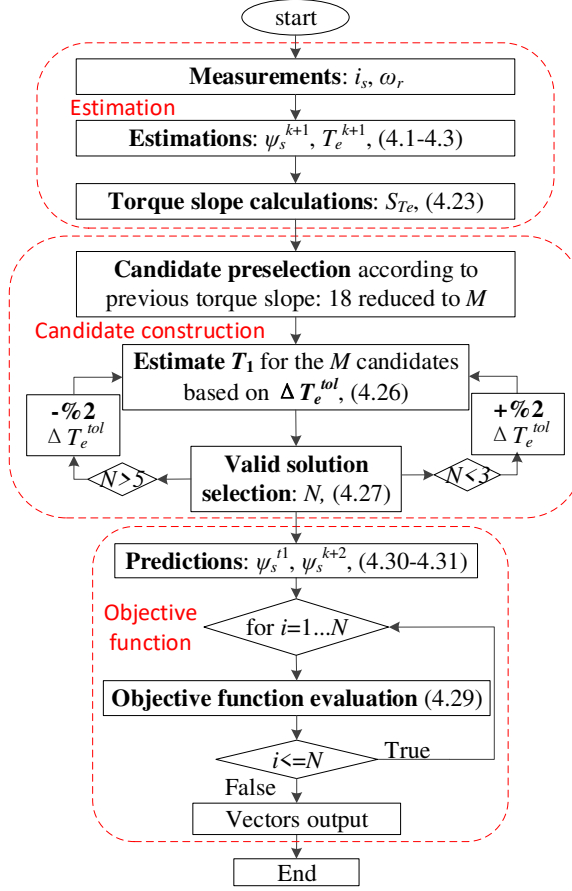 start
Measurements: i_s, ω_r
Estimation
Estimations: ψ_s^{k+1}, T_e^{k+1}, (4.1-4.3)
Torque slope calculations: S_{Te}, (4.23)
Candidate preselection according to
previous torque slope: 18 reduced to M
Candidate construction
Estimate T_1 for the M candidates
based on Δ T_e^{tol}, (4.26)
-%2
Δ T_e^{tol}
+%2
Δ T_e^{tol}
N>5
Valid solution
selection: N, (4.27)
N<3
Predictions: ψ_s^{t1}, ψ_s^{k+2}, (4.30-4.31)
Objective
function
for i=1...N
Objective function evaluation (4.29)
i<=N
True
False
Vectors output
End